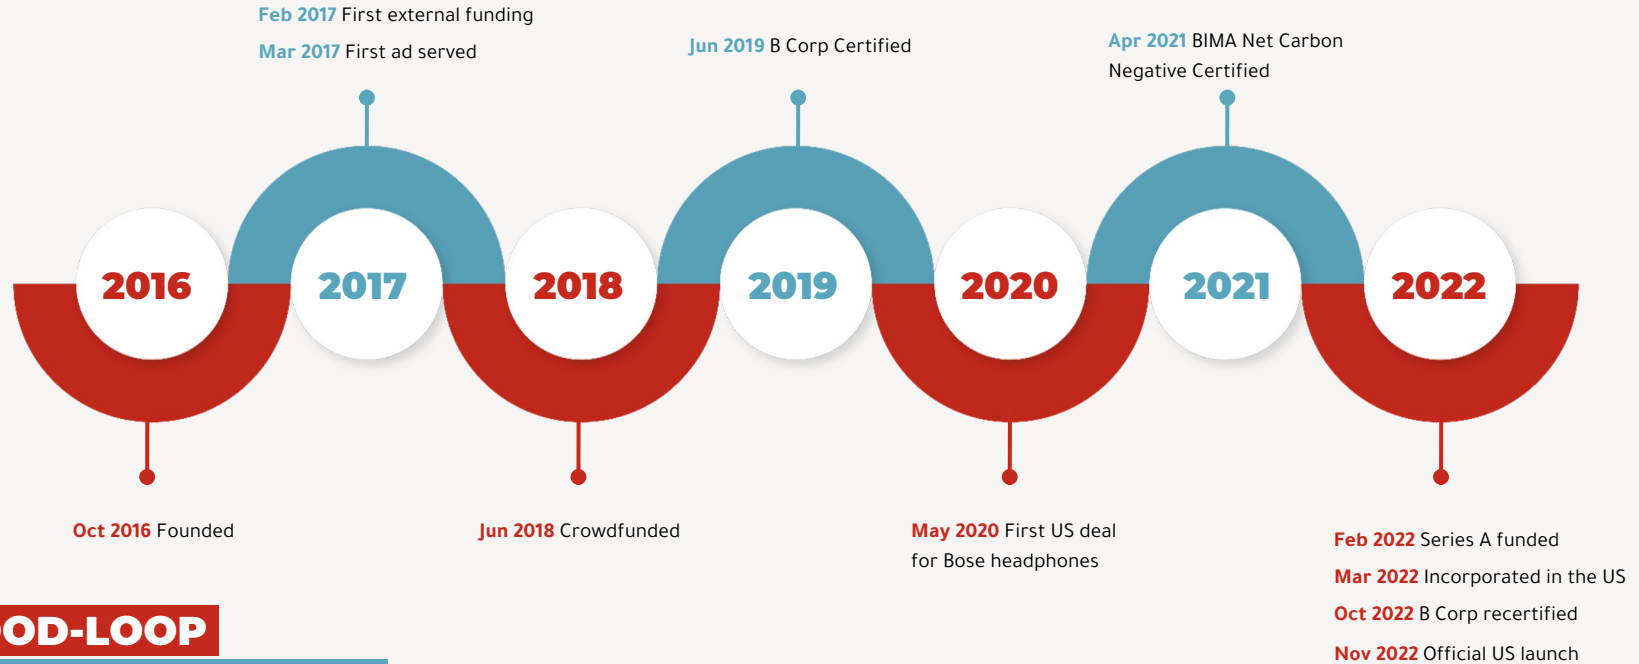 Feb 2017 First external funding
Mar 2017 First ad served
Jun 2019 B Corp Certified
Apr 2021 BIMA Net Carbon
Negative Certified
2016
2017
2018
2019
2020
2021
2022
Oct 2016 Founded
Jun 2018 Crowdfunded
May 2020 First US deal
for Bose headphones
Feb 2022 Series A funded
Mar 2022 Incorporated in the US
Oct 2022 B Corp recertified
Nov 2022 Official US launch
OD-LOOP